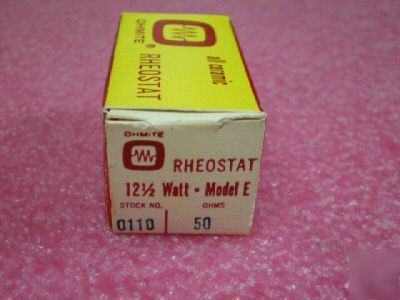 OHMITE
®
RHEOSTAT
all ceramic
OHMITE
RHEOSTAT
12½ Watt - Model E
STOCK NO. OHMS
0110 50